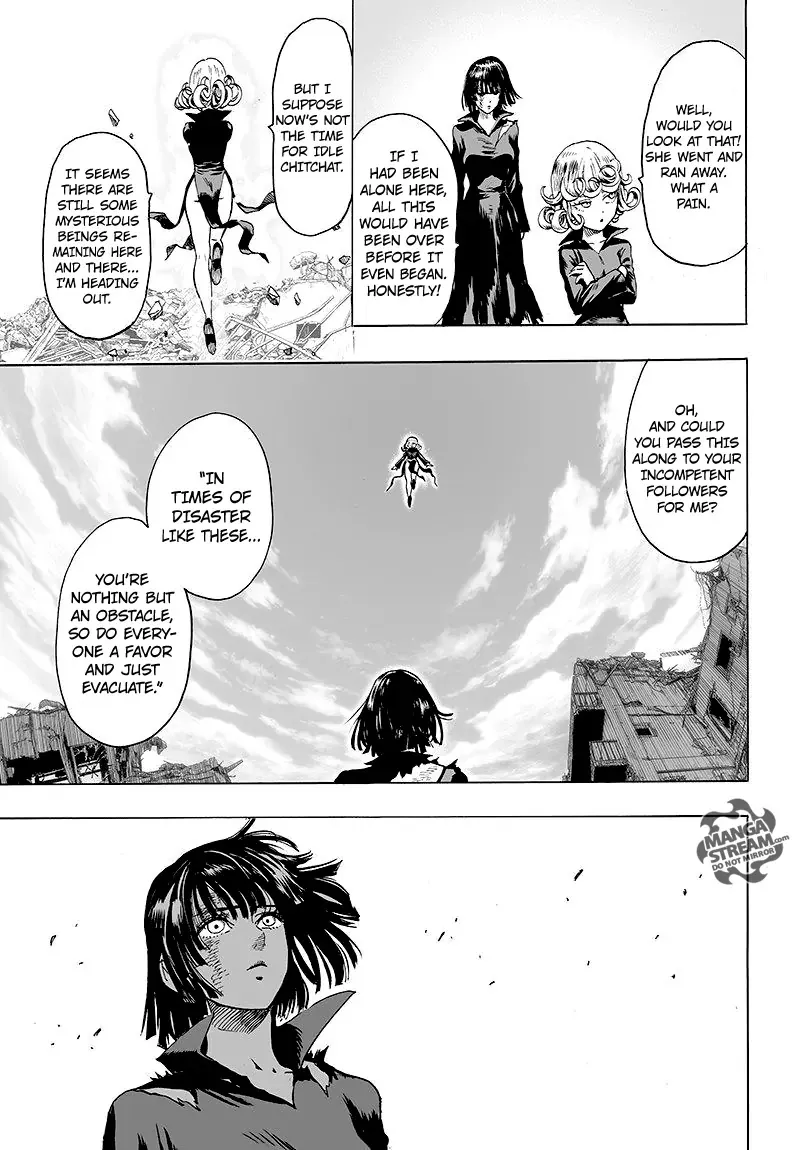 WELL,
WOULD YOU
LOOK AT THAT!
SHE WENT AND
RAN AWAY.
WHAT A
PAIN.
IF I
HAD BEEN
ALONE HERE,
ALL THIS
WOULD HAVE
BEEN OVER
BEFORE IT
EVEN BEGAN.
HONESTLY!
BUT I
SUPPOSE
NOW'S NOT
THE TIME
FOR IDLE
CHITCHAT.
IT SEEMS
THERE ARE
STILL SOME
MYSTERIOUS
BEINGS RE-
MAINING HERE
AND THERE...
I'M HEADING
OUT.
OH,
AND COULD
YOU PASS THIS
ALONG TO YOUR
INCOMPETENT
FOLLOWERS
FOR ME?
"IN
TIMES OF
DISASTER
LIKE THESE...
YOU'RE
NOTHING BUT
AN OBSTACLE,
SO DO EVERY-
ONE A FAVOR
AND JUST
EVACUATE."
MANGA
STREAM.com
DO NOT MIRROR